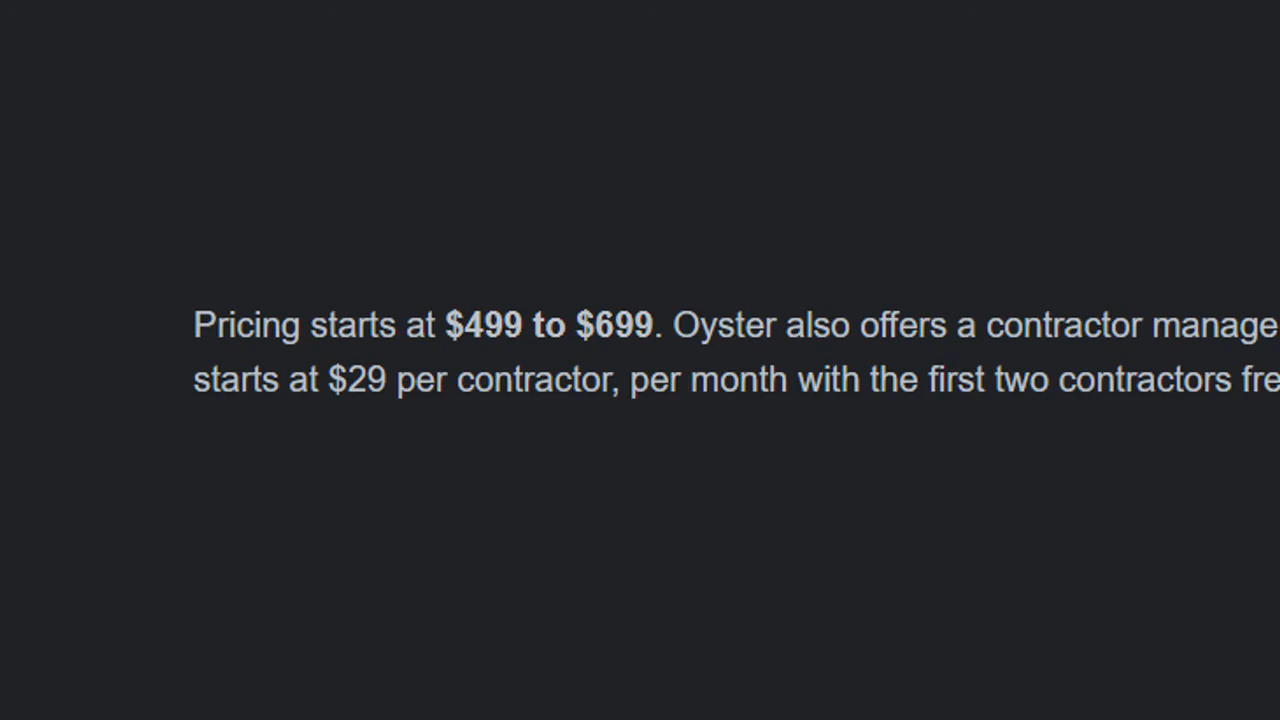 Pricing starts at $499 to $699. Oyster also offers a contractor manage
starts at $29 per contractor, per month with the first two contractors fre